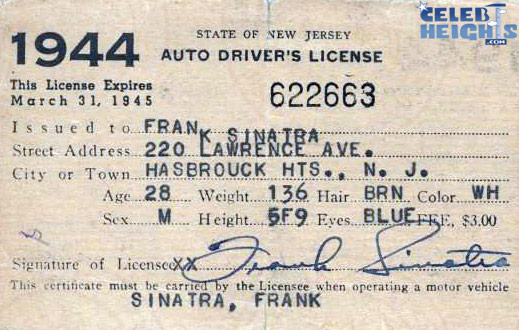 CELEB
HEIGHTS.COM
STATE OF NEW JERSEY
1944 AUTO DRIVER'S LICENSE
This License Expires
March 31, 1945
622663
Issued to FRANK SINATRA
Street Address 220 LAWRENCE AVE.
City or Town HASBROUCK HTS., N. J.
Age 28 Weight 136 Hair BRN Color WH
Sex M Height 5F9 Eyes BLUE FEE, $3.00
Signature of Licensee XX Frank Sinatra
This certificate must be carried by the Licensee when operating a motor vehicle
SINATRA, FRANK